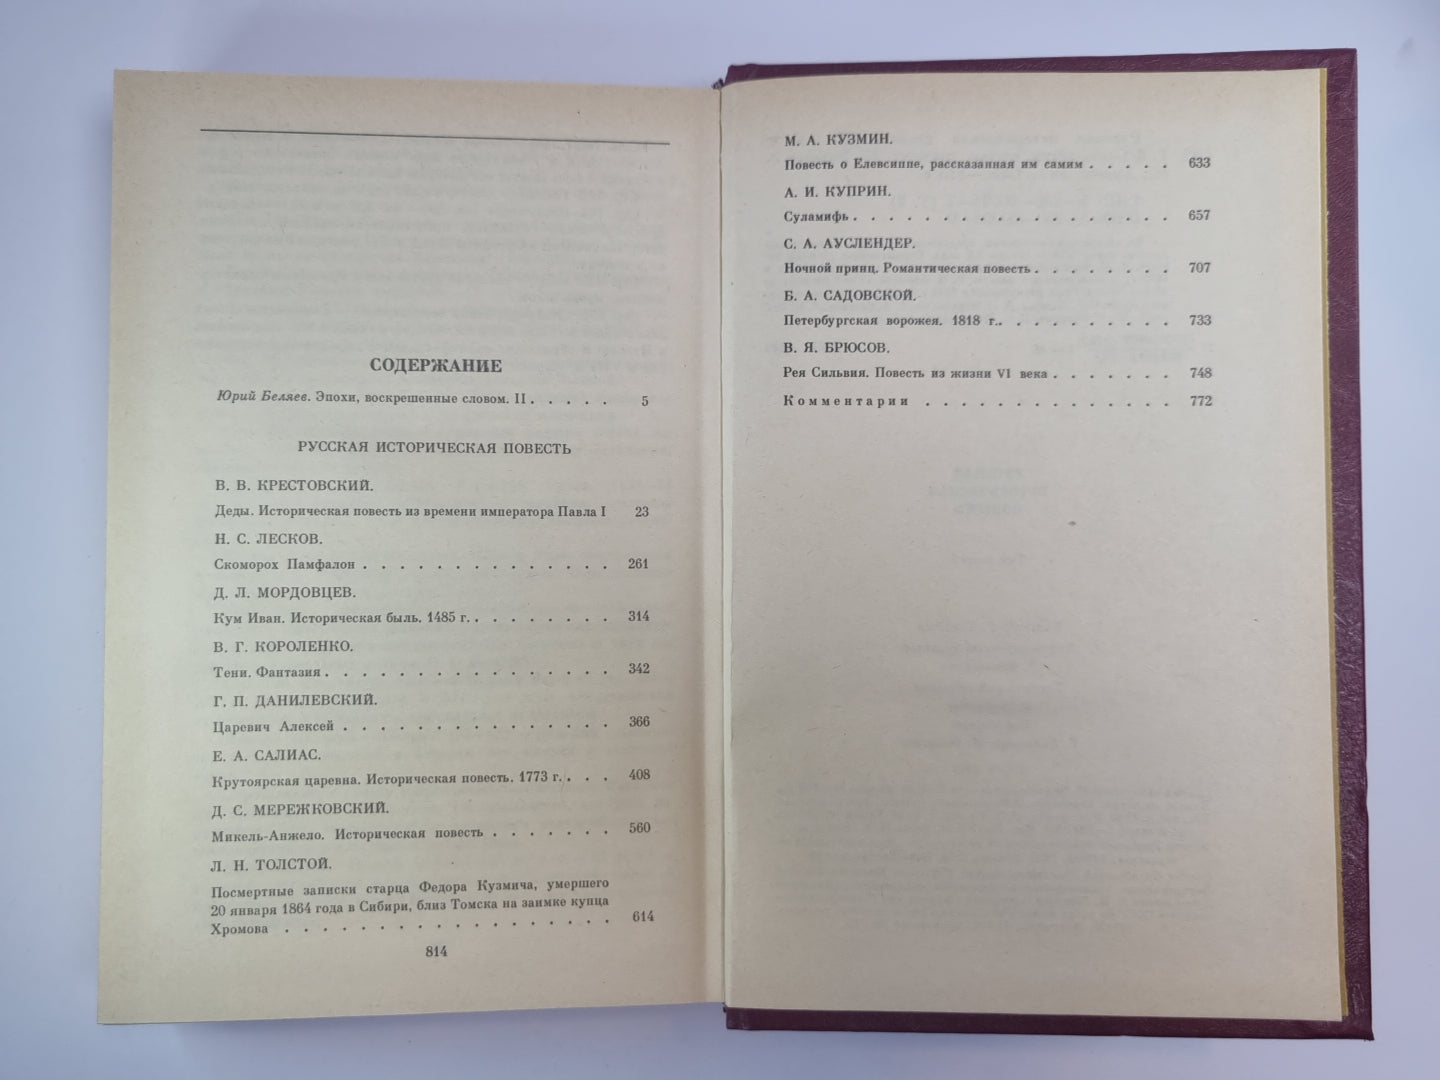 СОДЕРЖАНИЕ
Юрий Беляев. Эпохи, воскрешенные словом. II . . . . . 5
РУССКАЯ ИСТОРИЧЕСКАЯ ПОВЕСТЬ
В. В. КРЕСТОВСКИЙ.
Деды. Историческая повесть из времени императора Павла I 23
Н. С. ЛЕСКОВ.
Скоморох Памфалон . . . . . . . . . . . . . . 261
Д. Л. МОРДОВЦЕВ.
Кум Иван. Историческая быль. 1485 г. . . . . . . . . 314
В. Г. КОРОЛЕНКО.
Тени. Фантазия . . . . . . . . . . . . . . . . 342
Г. П. ДАНИЛЕВСКИЙ.
Царевич Алексей . . . . . . . . . . . . . . . 366
Е. А. САЛИАС.
Крутоярская царевна. Историческая повесть. 1773 г. . . . 408
Д. С. МЕРЕЖКОВСКИЙ.
Микель-Анжело. Историческая повесть . . . . . . . 560
Л. Н. ТОЛСТОЙ.
Посмертные записки старца Федора Кузмича, умершего
20 января 1864 года в Сибири, близ Томска на заимке купца
Хромова . . . . . . . . . . . . . . . . . . 614
814
М. А. КУЗМИН.
Повесть о Елевсиппе, рассказанная им самим . . . . . 633
А. И. КУПРИН.
Суламифь . . . . . . . . . . . . . . . . . . 657
С. А. АУСЛЕНДЕР.
Ночной принц. Романтическая повесть . . . . . . . . 707
Б. А. САДОВСКОЙ.
Петербургская ворожея. 1818 г. . . . . . . . . . . 733
В. Я. БРЮСОВ.
Рея Сильвия. Повесть из жизни VI века . . . . . . . 748
Комментарии . . . . . . . . . . . . . . 772